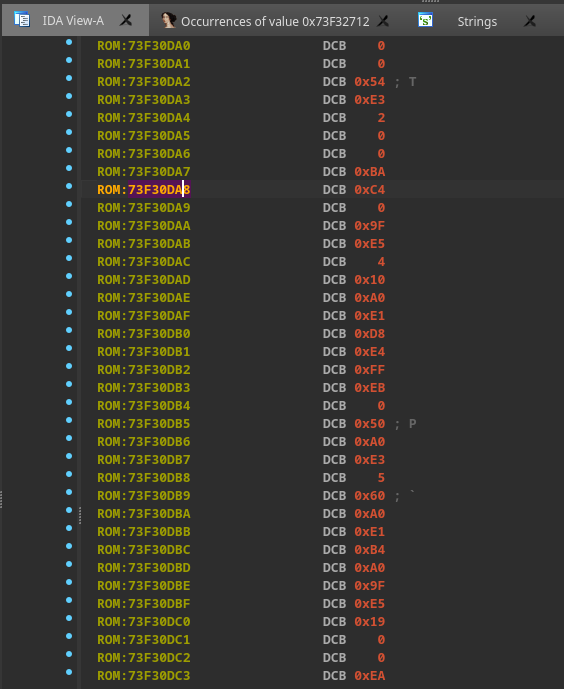 IDA View-A Occurrences of value 0x73F32712 's' Strings
ROM:73F30DA0 DCB 0
ROM:73F30DA1 DCB 0
ROM:73F30DA2 DCB 0x54 ; T
ROM:73F30DA3 DCB 0xE3
ROM:73F30DA4 DCB 2
ROM:73F30DA5 DCB 0
ROM:73F30DA6 DCB 0
ROM:73F30DA7 DCB 0xBA
ROM:73F30DA8 DCB 0xC4
ROM:73F30DA9 DCB 0
ROM:73F30DAA DCB 0x9F
ROM:73F30DAB DCB 0xE5
ROM:73F30DAC DCB 4
ROM:73F30DAD DCB 0x10
ROM:73F30DAE DCB 0xA0
ROM:73F30DAF DCB 0xE1
ROM:73F30DB0 DCB 0xD8
ROM:73F30DB1 DCB 0xE4
ROM:73F30DB2 DCB 0xFF
ROM:73F30DB3 DCB 0xEB
ROM:73F30DB4 DCB 0
ROM:73F30DB5 DCB 0x50 ; P
ROM:73F30DB6 DCB 0xA0
ROM:73F30DB7 DCB 0xE3
ROM:73F30DB8 DCB 5
ROM:73F30DB9 DCB 0x60 ; `
ROM:73F30DBA DCB 0xA0
ROM:73F30DBB DCB 0xE1
ROM:73F30DBC DCB 0xB4
ROM:73F30DBD DCB 0xA0
ROM:73F30DBE DCB 0x9F
ROM:73F30DBF DCB 0xE5
ROM:73F30DC0 DCB 0x19
ROM:73F30DC1 DCB 0
ROM:73F30DC2 DCB 0
ROM:73F30DC3 DCB 0xEA